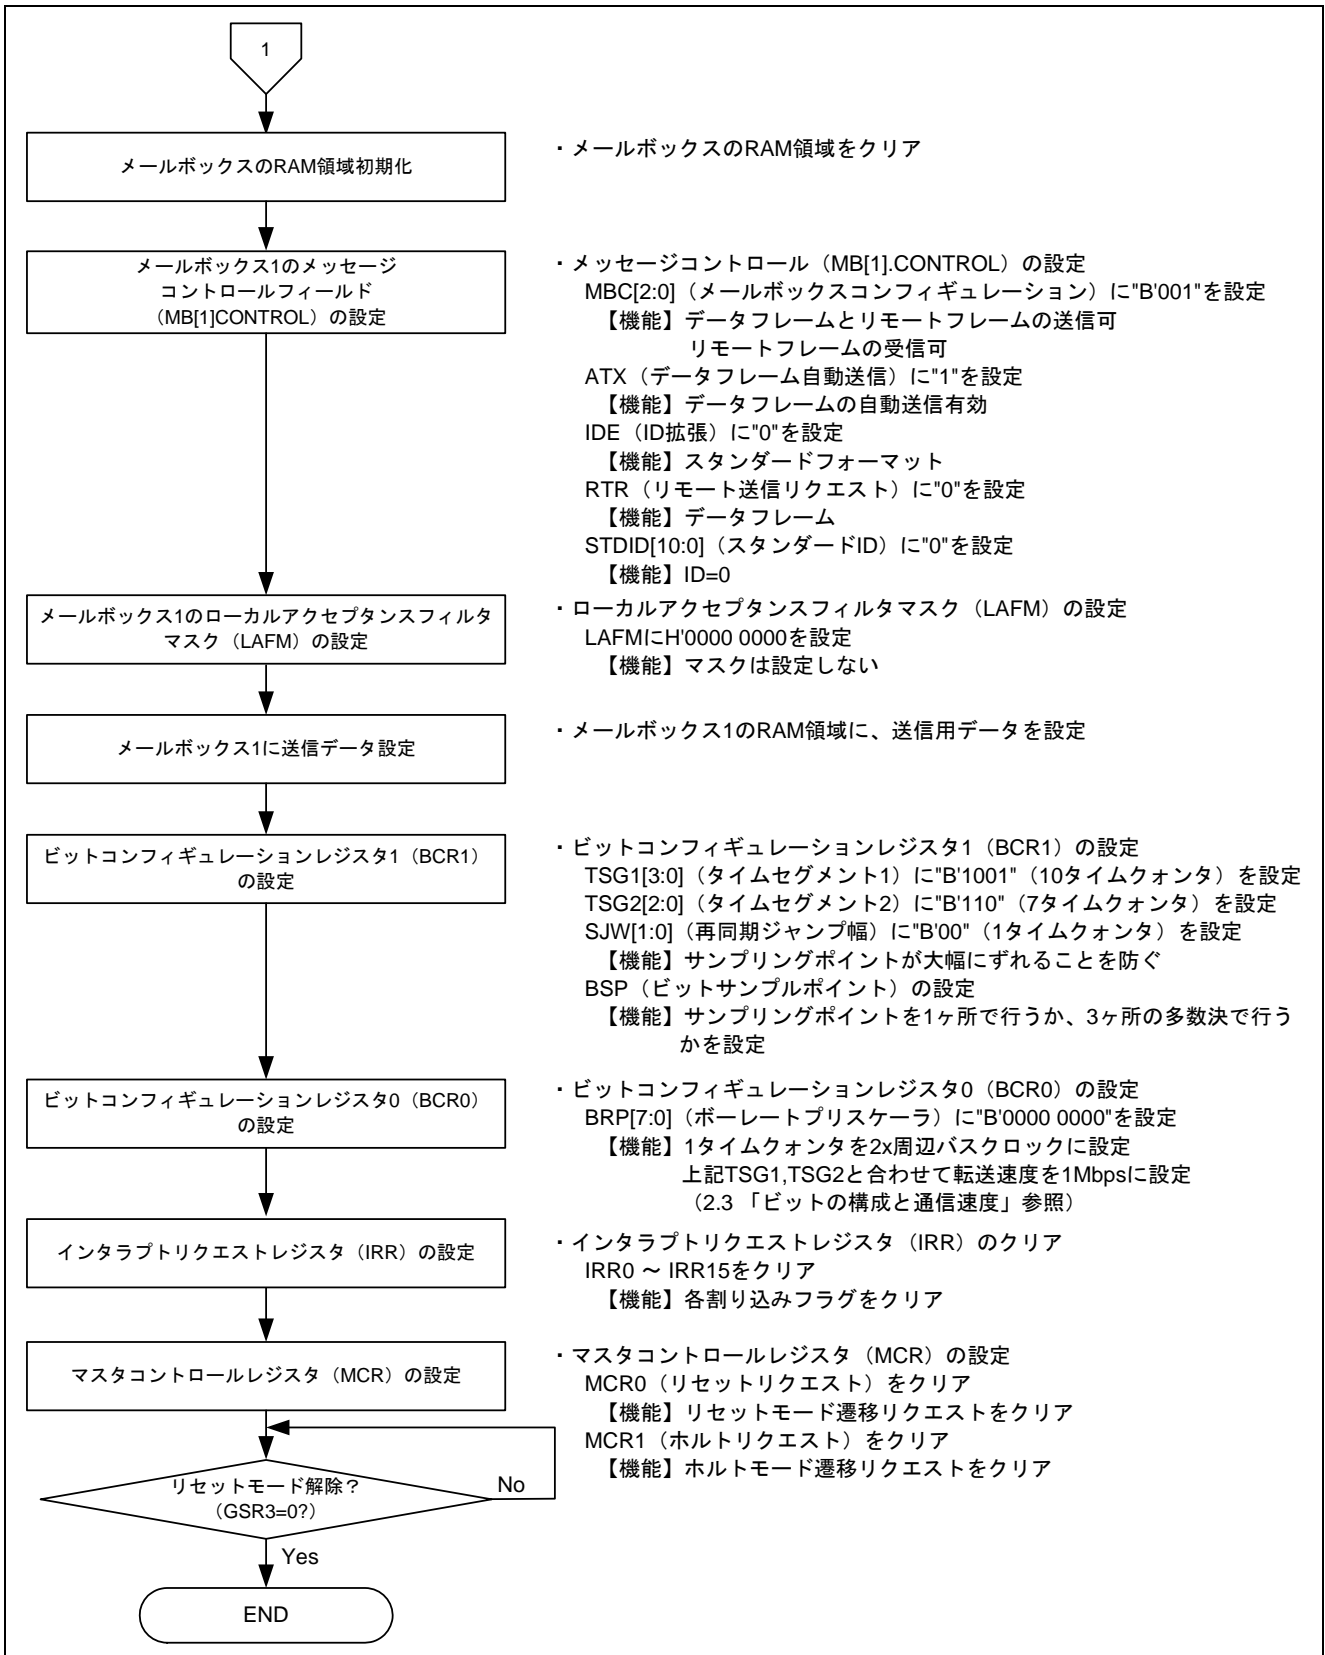 1
メールボックスのRAM領域初期化
・メールボックスのRAM領域をクリア
メールボックス1のメッセージ
コントロールフィールド
（MB[1]CONTROL）の設定
・メッセージコントロール（MB[1].CONTROL）の設定
MBC[2:0]（メールボックスコンフィギュレーション）に"B'001"を設定
【機能】データフレームとリモートフレームの送信可
リモートフレームの受信可
ATX（データフレーム自動送信）に"1"を設定
【機能】データフレームの自動送信有効
IDE（ID拡張）に"0"を設定
【機能】スタンダードフォーマット
RTR（リモート送信リクエスト）に"0"を設定
【機能】データフレーム
STDID[10:0]（スタンダードID）に"0"を設定
【機能】ID=0
メールボックス1のローカルアクセプタンスフィルタ
マスク（LAFM）の設定
・ローカルアクセプタンスフィルタマスク（LAFM）の設定
LAFMにH'0000 0000を設定
【機能】マスクは設定しない
メールボックス1に送信データ設定
・メールボックス1のRAM領域に、送信用データを設定
ビットコンフィギュレーションレジスタ1（BCR1）
の設定
・ビットコンフィギュレーションレジスタ1（BCR1）の設定
TSG1[3:0]（タイムセグメント1）に"B'1001"（10タイムクォンタ）を設定
TSG2[2:0]（タイムセグメント2）に"B'110"（7タイムクォンタ）を設定
SJW[1:0]（再同期ジャンプ幅）に"B'00"（1タイムクォンタ）を設定
【機能】サンプリングポイントが大幅にずれることを防ぐ
BSP（ビットサンプルポイント）の設定
【機能】サンプリングポイントを1ヶ所で行うか、3ヶ所の多数決で行う
かを設定
ビットコンフィギュレーションレジスタ0（BCR0）
の設定
・ビットコンフィギュレーションレジスタ0（BCR0）の設定
BRP[7:0]（ボーレートプリスケーラ）に"B'0000 0000"を設定
【機能】1タイムクォンタを2x周辺バスクロックに設定
上記TSG1,TSG2と合わせて転送速度を1Mbpsに設定
（2.3 「ビットの構成と通信速度」参照）
インタラプトリクエストレジスタ（IRR）の設定
・インタラプトリクエストレジスタ（IRR）のクリア
IRR0 ～ IRR15をクリア
【機能】各割り込みフラグをクリア
マスタコントロールレジスタ（MCR）の設定
・マスタコントロールレジスタ（MCR）の設定
MCR0（リセットリクエスト）をクリア
【機能】リセットモード遷移リクエストをクリア
MCR1（ホルトリクエスト）をクリア
【機能】ホルトモード遷移リクエストをクリア
リセットモード解除？
（GSR3=0?）
No
Yes
END